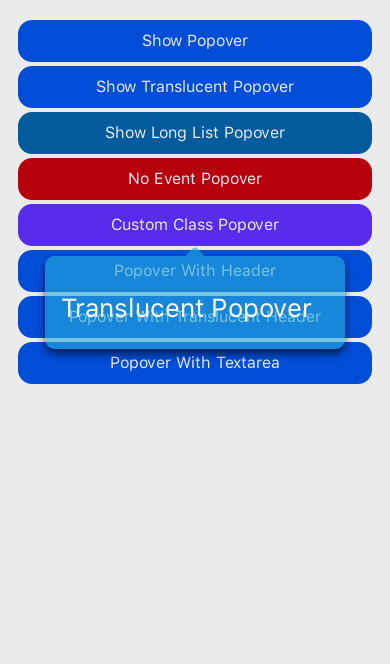 Show Popover
Show Translucent Popover
Show Long List Popover
No Event Popover
Custom Class Popover
Popover With Header
Translucent Popover
Popover With Translucent Header
Popover With Textarea